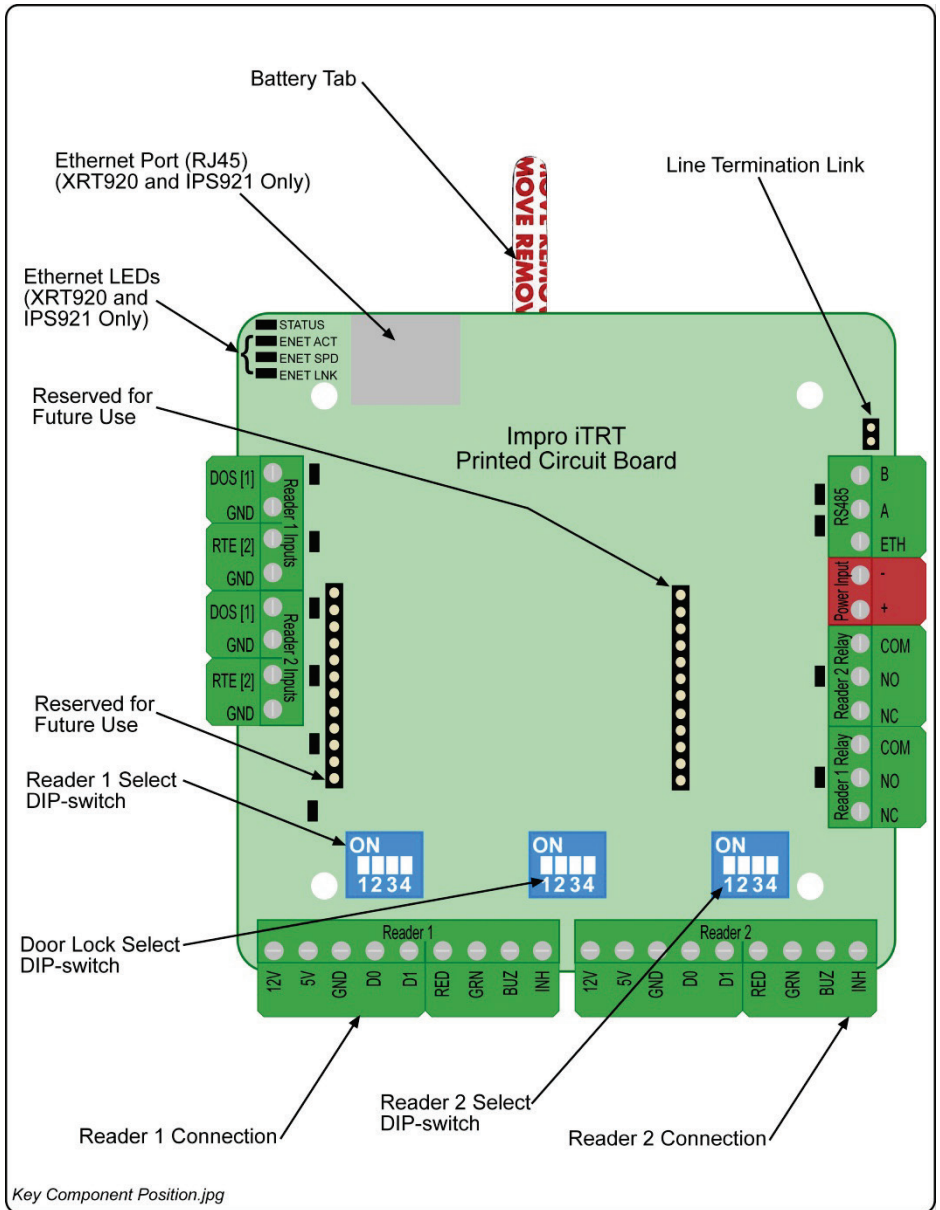 Battery Tab
Ethernet Port (RJ45)
(XRT920 and IPS921 Only)
Line Termination Link
MOVE REMOV
MOVE REMOV
Ethernet LEDs
(XRT920 and
IPS921 Only)
STATUS
ENET ACT
ENET SPD
ENET LNK
Reserved for
Future Use
Impro iTRT
Printed Circuit Board
DOS [1]
GND
RTE [2]
GND
Reader 1 Inputs
DOS [1]
GND
RTE [2]
GND
Reader 2 Inputs
RS485
B
A
ETH
Power Input
-
+
Reader 2 Relay
COM
NO
NC
Reader 1 Relay
COM
NO
NC
Reserved for
Future Use
Reader 1 Select
DIP-switch
ON
1234
ON
1234
ON
1234
Door Lock Select
DIP-switch
Reader 1
12V 5V GND D0 D1 RED GRN BUZ INH
Reader 2
12V 5V GND D0 D1 RED GRN BUZ INH
Reader 2 Select
DIP-switch
Reader 1 Connection
Reader 2 Connection
Key Component Position.jpg